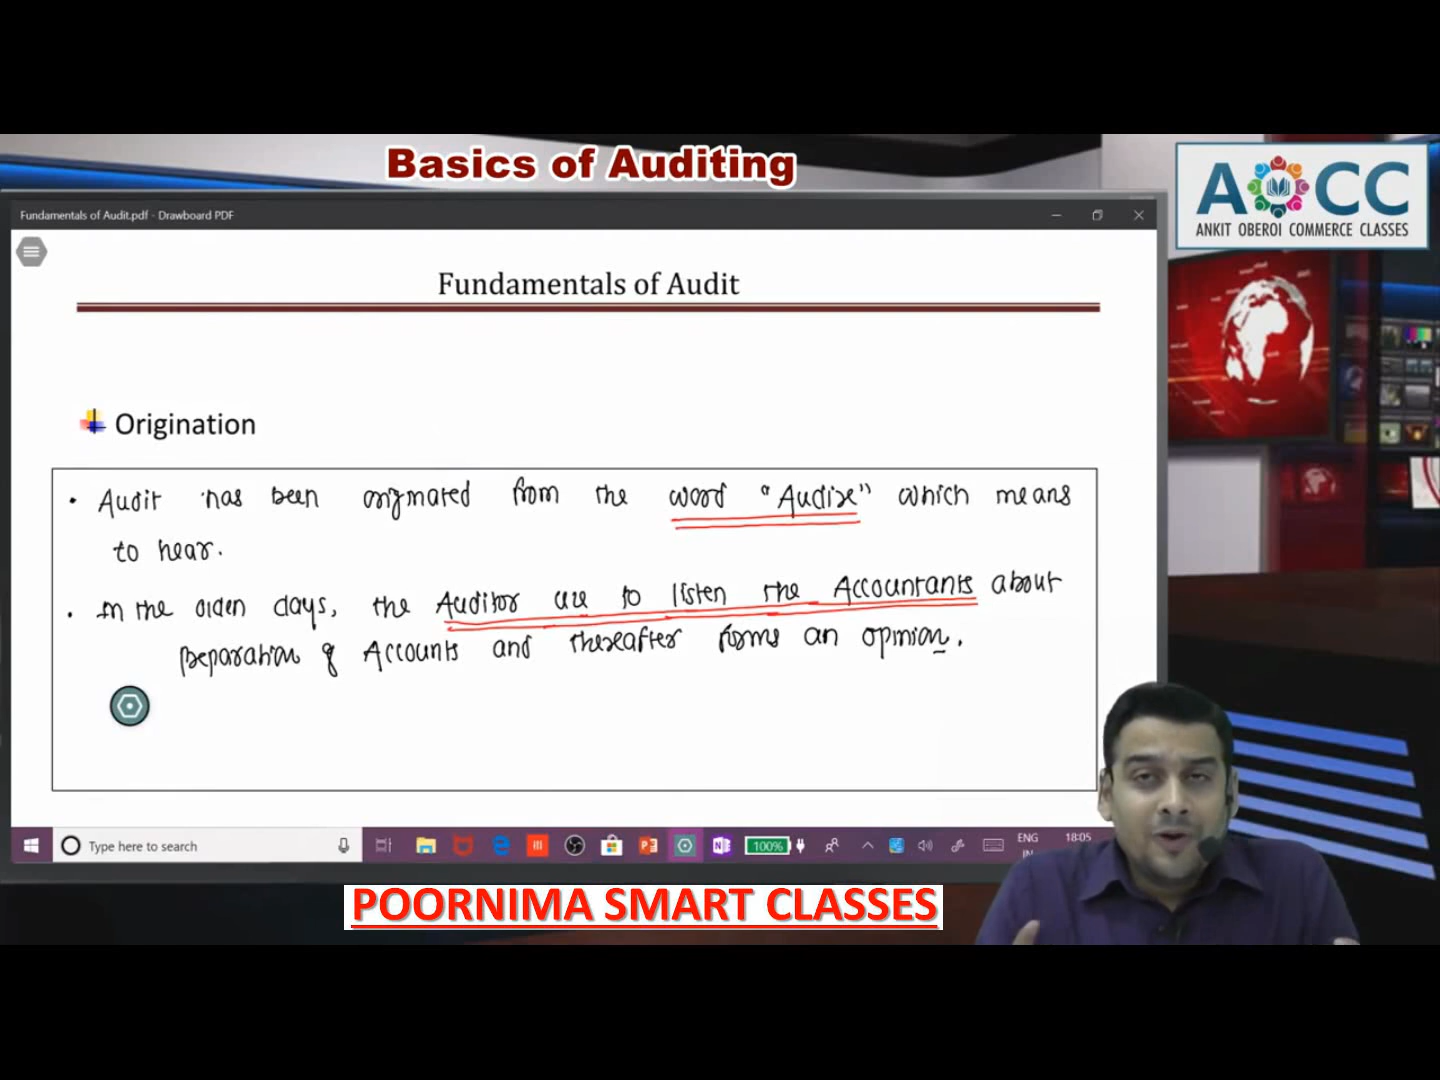 Basics of Auditing
AOCC
ANKIT OBEROI COMMERCE CLASSES
Fundamentals of Audit.pdf - Drawboard PDF
Fundamentals of Audit
Origination
• Audit has been originated from the word "Audire" which means
to hear.
• In the olden days, the Auditor use to listen the Accountants about
preparation of Accounts and thereafter forms an opinion.
Type here to search
100%
ENG
IN
18:05
POORNIMA SMART CLASSES